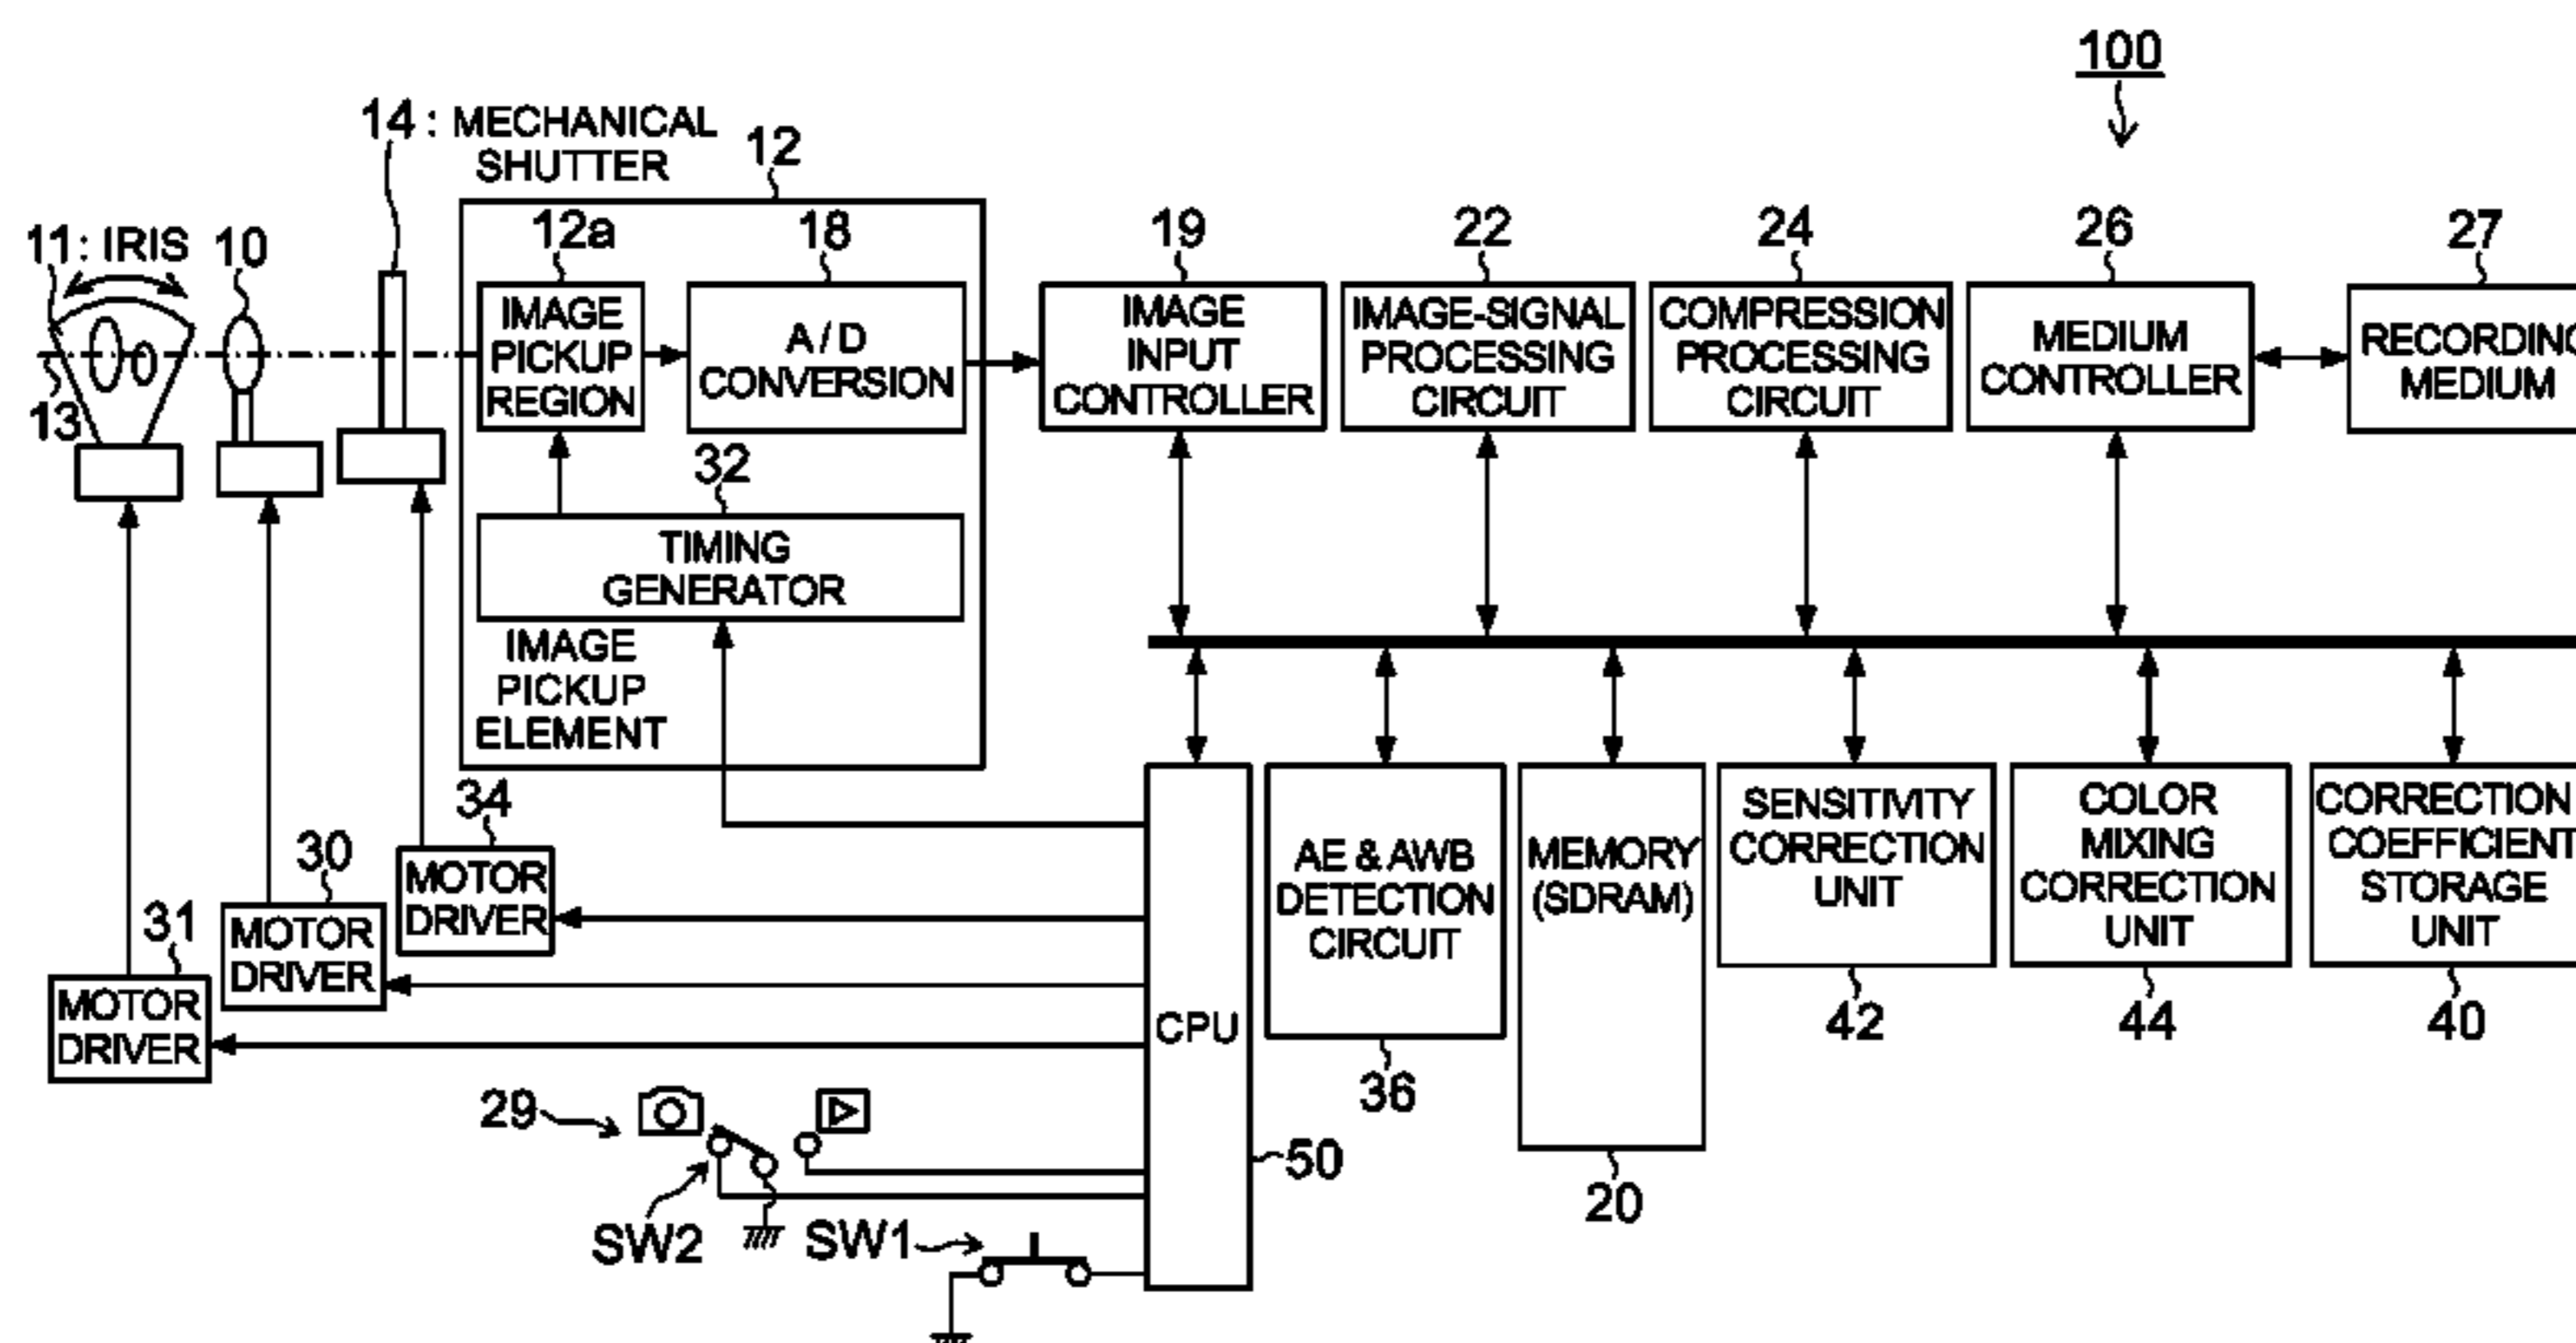 100
14 : MECHANICAL
SHUTTER
12
11 : IRIS
10
13
12a
18
19
22
24
26
27
IMAGE
PICKUP
REGION
A / D
CONVERSION
IMAGE
INPUT
CONTROLLER
IMAGE-SIGNAL
PROCESSING
CIRCUIT
COMPRESSION
PROCESSING
CIRCUIT
MEDIUM
CONTROLLER
RECORDING
MEDIUM
32
TIMING
GENERATOR
IMAGE
PICKUP
ELEMENT
34
MOTOR
DRIVER
30
MOTOR
DRIVER
31
MOTOR
DRIVER
CPU
AE & AWB
DETECTION
CIRCUIT
MEMORY
(SDRAM)
SENSITIVITY
CORRECTION
UNIT
COLOR
MIXING
CORRECTION
UNIT
CORRECTION
COEFFICIENT
STORAGE
UNIT
42
44
40
36
29
50
20
SW2
SW1